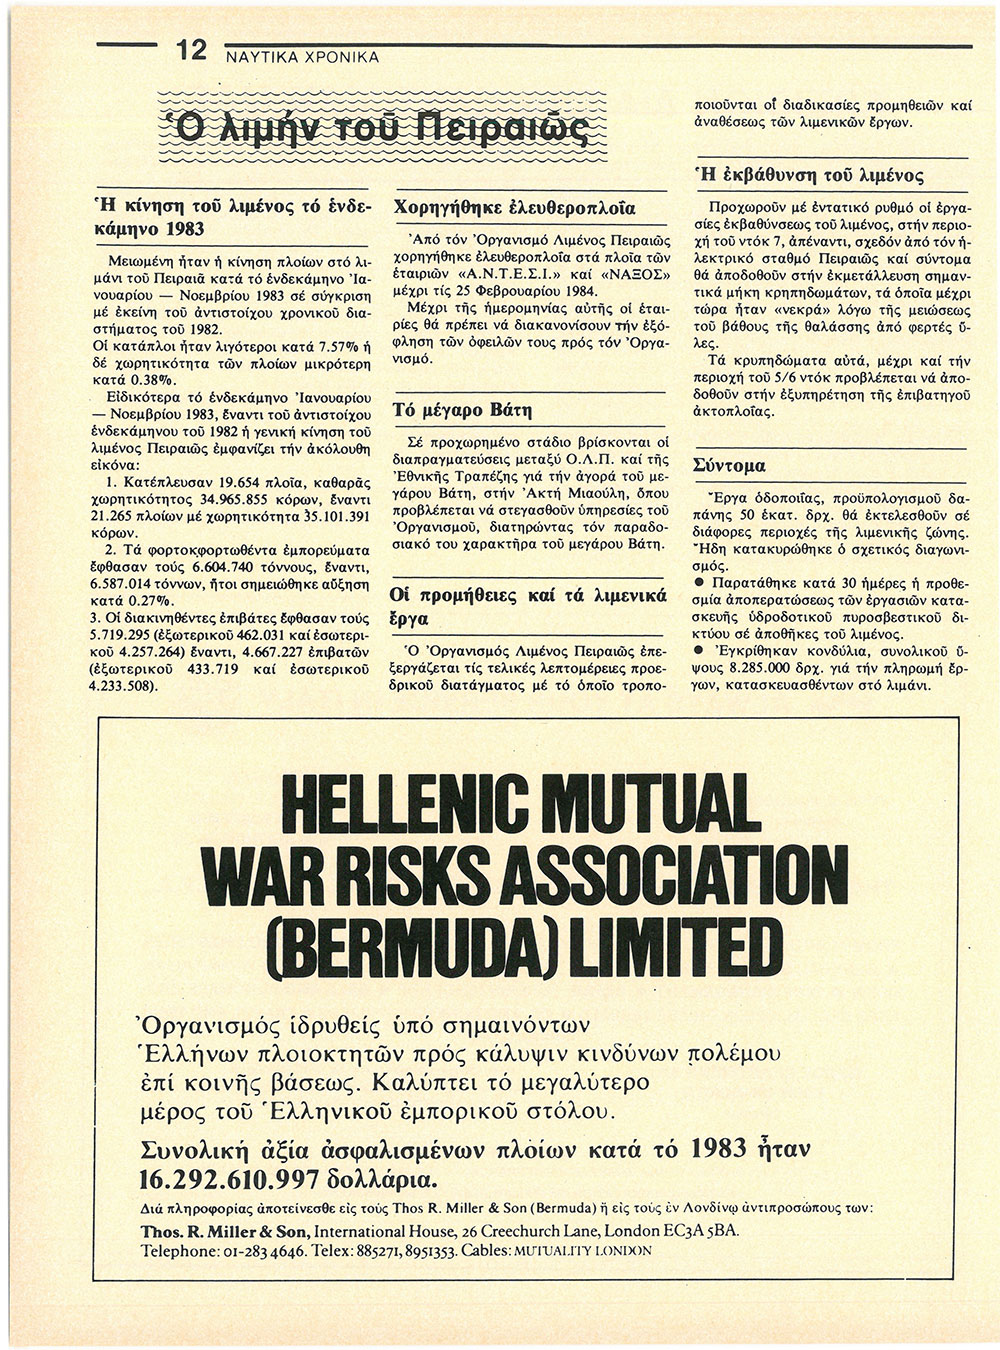 12
ΝΑΥΤΙΚΑ ΧΡΟΝΙΚΑ
Ὁ λιμήν τοῦ Πειραιῶς
Ἡ κίνηση τοῦ λιμένος τό ἑνδε-
κάμηνο 1983
Μειωμένη ἦταν ἡ κίνηση πλοίων στό λι-
μάνι τοῦ Πειραιᾶ κατά τό ἑνδεκάμηνο Ἰα-
νουαρίου — Νοεμβρίου 1983 σέ σύγκριση
μέ ἐκείνη τοῦ ἀντιστοίχου χρονικοῦ δια-
στήματος τοῦ 1982.
Οἱ κατάπλοι ἦταν λιγότεροι κατά 7.57% ἡ
δέ χωρητικότητα τῶν πλοίων μικρότερη
κατά 0.38%.
Εἰδικότερα τό ἑνδεκάμηνο Ἰανουαρίου
— Νοεμβρίου 1983, ἔναντι τοῦ ἀντιστοίχου
ἑνδεκάμηνου τοῦ 1982 ἡ γενική κίνηση τοῦ
λιμένος Πειραιῶς ἐμφανίζει τήν ἀκόλουθη
εἰκόνα:
1. Κατέπλευσαν 19.654 πλοῖα, καθαρᾶς
χωρητικότητος 34.965.855 κόρων, ἔναντι
21.265 πλοίων μέ χωρητικότητα 35.101.391
κόρων.
2. Τά φορτοκφορτωθέντα ἐμπορεύματα
ἔφθασαν τούς 6.604.740 τόννους, ἔναντι,
6.587.014 τόννων, ἤτοι σημειώθηκε αὔξηση
κατά 0.27%.
3. Οἱ διακινηθέντες ἐπιβάτες ἔφθασαν τούς
5.719.295 (ἐξωτερικοῦ 462.031 καί ἐσωτερι-
κοῦ 4.257.264) ἔναντι, 4.667.227 ἐπιβατῶν
(ἐξωτερικοῦ 433.719 καί ἐσωτερικοῦ
4.233.508).
Χορηγήθηκε ἐλευθεροπλοΐα
Ἀπό τόν Ὀργανισμό Λιμένος Πειραιῶς
χορηγήθηκε ἐλευθεροπλοΐα στά πλοῖα τῶν
ἑταιριῶν «Α.Ν.Τ.Ε.Σ.Ι.» καί «ΝΑΞΟΣ»
μέχρι τίς 25 Φεβρουαρίου 1984.
Μέχρι τῆς ἡμερομηνίας αὐτῆς οἱ ἑται-
ρίες θά πρέπει νά διακανονίσουν τήν ἐξό-
φληση τῶν ὀφειλῶν τους πρός τόν Ὀργα-
νισμό.
Τό μέγαρο Βάτη
Σέ προχωρημένο στάδιο βρίσκονται οἱ
διαπραγματεύσεις μεταξύ Ο.Λ.Π. καί τῆς
Ἐθνικῆς Τραπέζης γιά τήν ἀγορά τοῦ με-
γάρου Βάτη, στήν Ἀκτή Μιαούλη, ὅπου
προβλέπεται νά στεγασθοῦν ὑπηρεσίες τοῦ
Ὀργανισμοῦ, διατηρώντας τόν παραδο-
σιακό του χαρακτῆρα τοῦ μεγάρου Βάτη.
Οἱ προμήθειες καί τά λιμενικά
ἔργα
Ὁ Ὀργανισμός Λιμένος Πειραιῶς ἐπε-
ξεργάζεται τίς τελικές λεπτομέρειες προε-
δρικοῦ διατάγματος μέ τό ὁποῖο τροπο-
ποιοῦνται οἱ διαδικασίες προμηθειῶν καί
ἀναθέσεως τῶν λιμενικῶν ἔργων.
Ἡ ἐκβάθυνση τοῦ λιμένος
Προχωροῦν μέ ἐντατικό ρυθμό οἱ ἐργα-
σίες ἐκβαθύνσεως τοῦ λιμένος, στήν περιο-
χή τοῦ ντόκ 7, ἀπέναντι, σχεδόν ἀπό τόν ἠ-
λεκτρικό σταθμό Πειραιῶς καί σύντομα
θά ἀποδοθοῦν στήν ἐκμετάλλευση σημαν-
τικά μήκη κρηπηδωμάτων, τά ὁποῖα μέχρι
τώρα ἦταν «νεκρά» λόγω τῆς μειώσεως
τοῦ βάθους τῆς θαλάσσης ἀπό φερτές ὕ-
λες.
Τά κρυπηδώματα αὐτά, μέχρι καί τήν
περιοχή τοῦ 5/6 ντόκ προβλέπεται νά ἀπο-
δοθοῦν στήν ἐξυπηρέτηση τῆς ἐπιβατηγοῦ
ἀκτοπλοΐας.
Σύντομα
Ἔργα ὁδοποιΐας, προϋπολογισμοῦ δα-
πάνης 50 ἑκατ. δρχ. θά ἐκτελεσθοῦν σέ
διάφορες περιοχές τῆς λιμενικῆς ζώνης.
Ἤδη κατακυρώθηκε ὁ σχετικός διαγωνι-
σμός.
● Παρατάθηκε κατά 30 ἡμέρες ἡ προθε-
σμία ἀποπερατώσεως τῶν ἐργασιῶν κατα-
σκευῆς ὑδροδοτικοῦ πυροσβεστικοῦ δι-
κτύου σέ ἀποθῆκες τοῦ λιμένος.
● Ἐγκρίθηκαν κονδύλια, συνολικοῦ ὕ-
ψους 8.285.000 δρχ. γιά τήν πληρωμή ἔρ-
γων, κατασκευασθέντων στό λιμάνι.
HELLENIC MUTUAL
WAR RISKS ASSOCIATION
(BERMUDA) LIMITED
Ὀργανισμός ἱδρυθείς ὑπό σημαινόντων
Ἑλλήνων πλοιοκτητῶν πρός κάλυψιν κινδύνων πολέμου
ἐπί κοινῆς βάσεως. Καλύπτει τό μεγαλύτερο
μέρος τοῦ Ἑλληνικοῦ ἐμπορικοῦ στόλου.
Συνολική ἀξία ἀσφαλισμένων πλοίων κατά τό 1983 ἦταν
16.292.610.997 δολλάρια.
Διά πληροφορίας ἀποτείνεσθε εἰς τούς Thos R. Miller & Son (Bermuda) ἤ εἰς τούς ἐν Λονδίνῳ ἀντιπροσώπους των:
Thos. R. Miller & Son, International House, 26 Creechurch Lane, London EC3A 5BA.
Telephone: 01-283 4646. Telex: 885271, 8951353. Cables: MUTUALITY LONDON